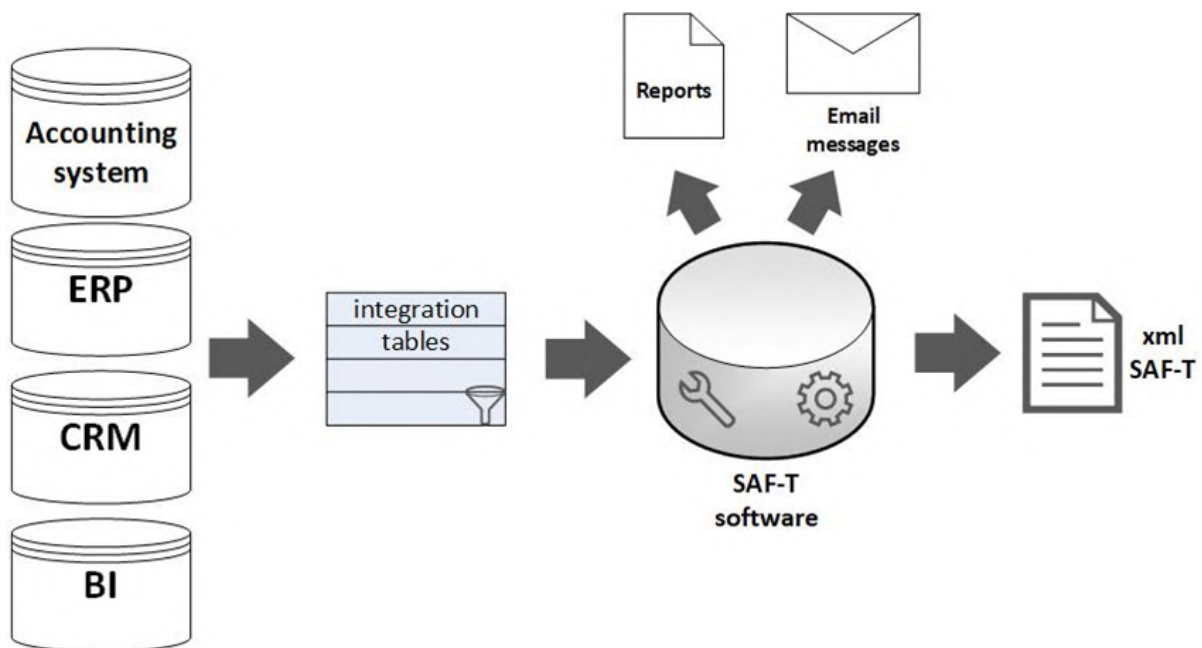 Accounting
system
ERP
CRM
BI
integration
tables
Reports
Email
messages
SAF-T
software
xml
SAF-T